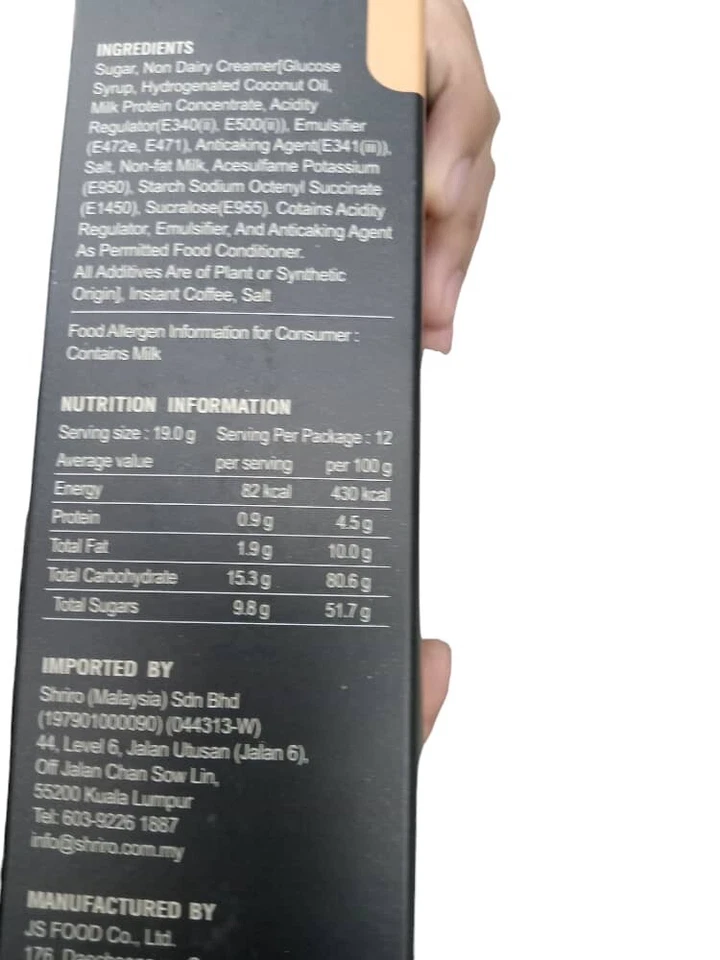 INGREDIENTS
Sugar, Non Dairy Creamer[Glucose
Syrup, Hydrogenated Coconut Oil,
Milk Protein Concentrate, Acidity
Regulator(E340(ii), E500(ii)), Emulsifier
(E472e, E471), Anticaking Agent(E341(iii)),
Salt, Non-fat Milk, Acesulfame Potassium
(E950), Starch Sodium Octenyl Succinate
(E1450), Sucralose(E955). Cotains Acidity
Regulator, Emulsifier, And Anticaking Agent
As Permitted Food Conditioner.
All Additives Are of Plant or Synthetic
Origin], Instant Coffee, Salt
Food Allergen Information for Consumer :
Contains Milk
NUTRITION INFORMATION
Serving size : 19.0 g Serving Per Package : 12
Average value per serving per 100 g
Energy 82 kcal 430 kcal
Protein 0.9 g 4.5 g
Total Fat 1.9 g 10.0 g
Total Carbohydrate 15.3 g 80.6 g
Total Sugars 9.8 g 51.7 g
IMPORTED BY
Shriro (Malaysia) Sdn Bhd
(197901000090) (044313-W)
44, Level 6, Jalan Utusan (Jalan 6),
Off Jalan Chan Sow Lin,
55200 Kuala Lumpur
Tel: 603-9226 1887
info@shriro.com.my
MANUFACTURED BY
JS FOOD Co., Ltd.
176,